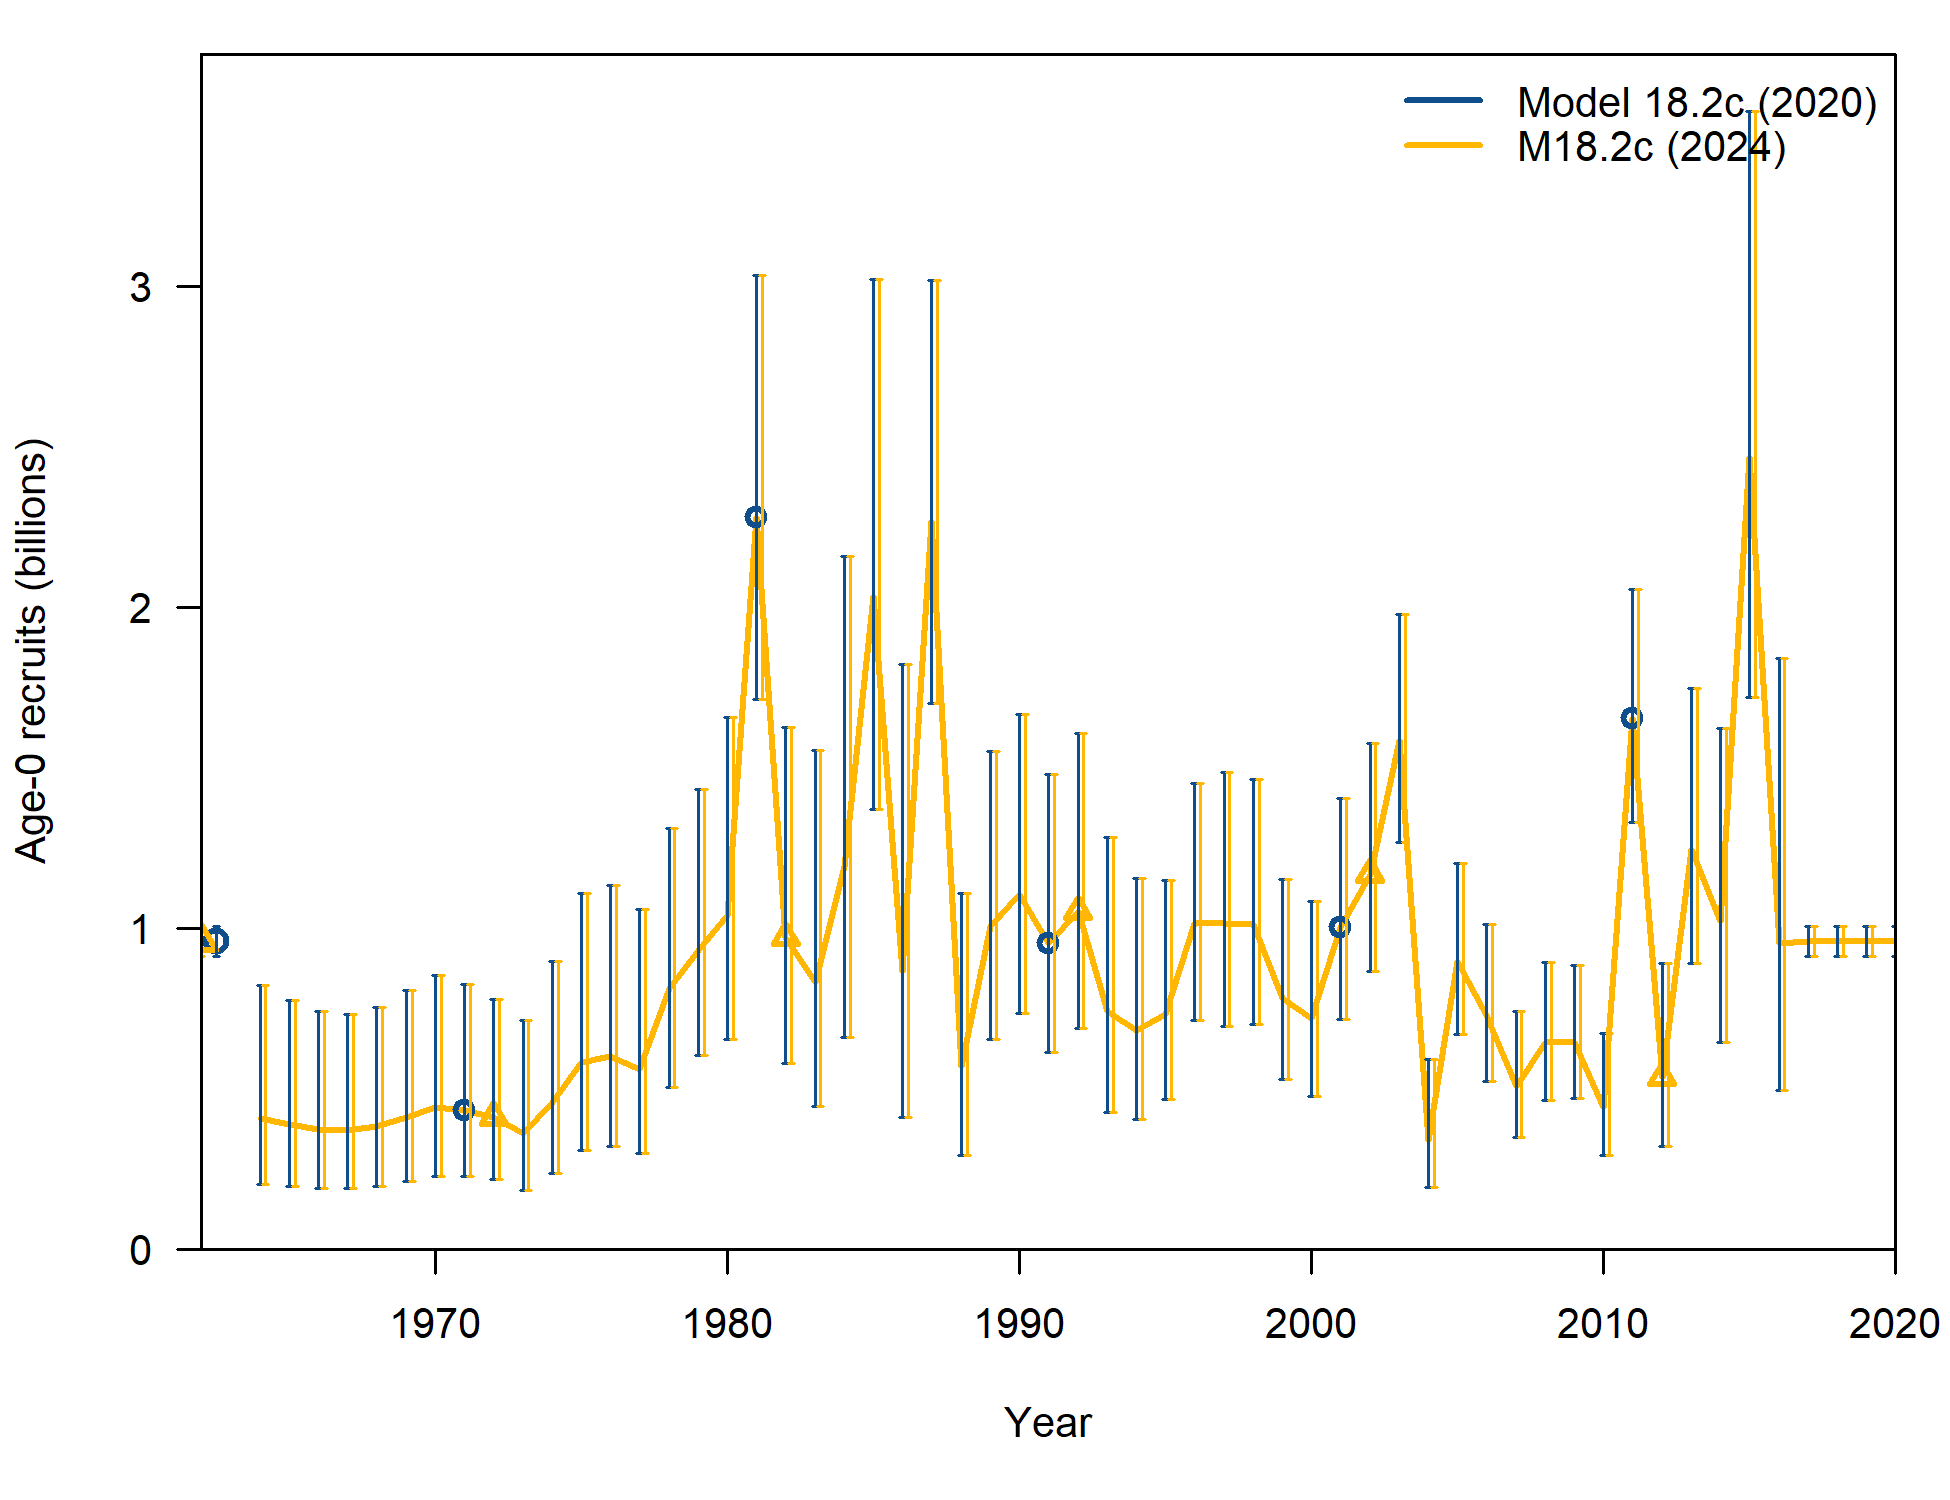 Model 18.2c (2020)
M18.2c (2024)
Age-0 recruits (billions)
3
2
1
0
1970 1980 1990 2000 2010 2020
Year